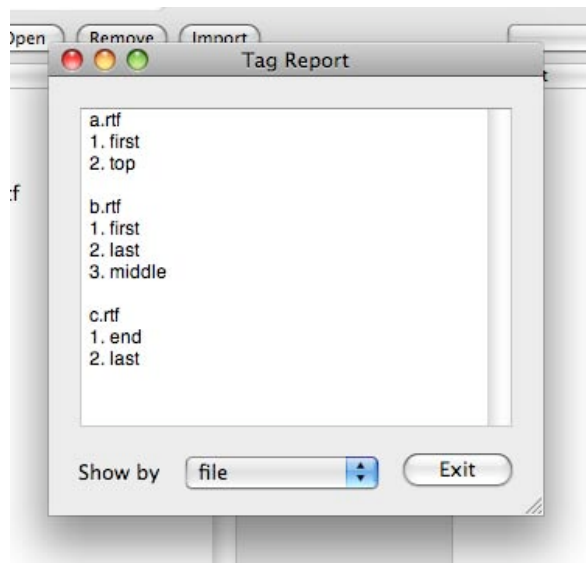 Open Remove Import
Tag Report
a.rtf
1. first
2. top
b.rtf
1. first
2. last
3. middle
c.rtf
1. end
2. last
Show by file Exit